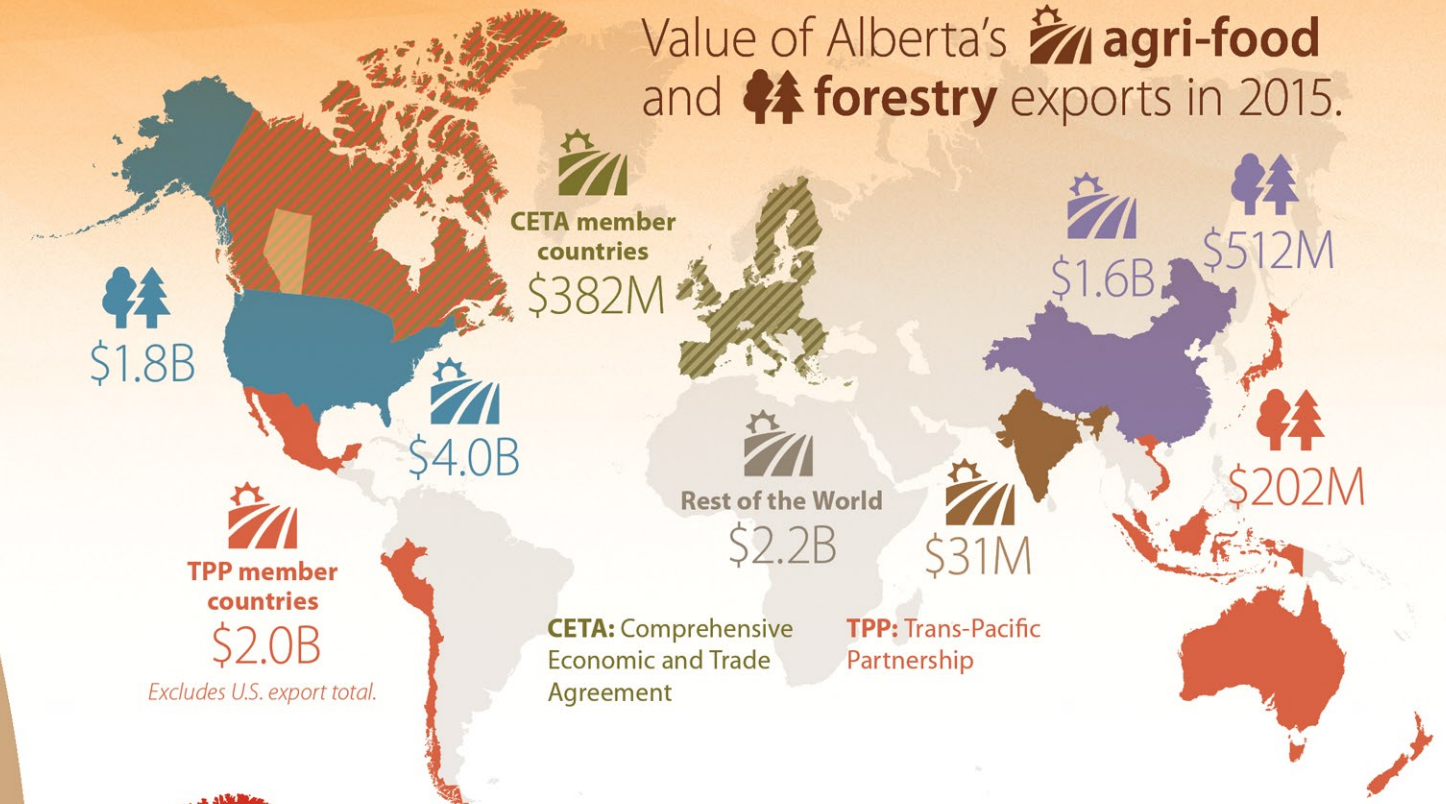 Value of Alberta's agri-food
and forestry exports in 2015.
CETA member
countries
$382M
$1.6B
$512M
$1.8B
$4.0B
Rest of the World
$2.2B
$31M
$202M
TPP member
countries
$2.0B
Excludes U.S. export total.
CETA: Comprehensive
Economic and Trade
Agreement
TPP: Trans-Pacific
Partnership